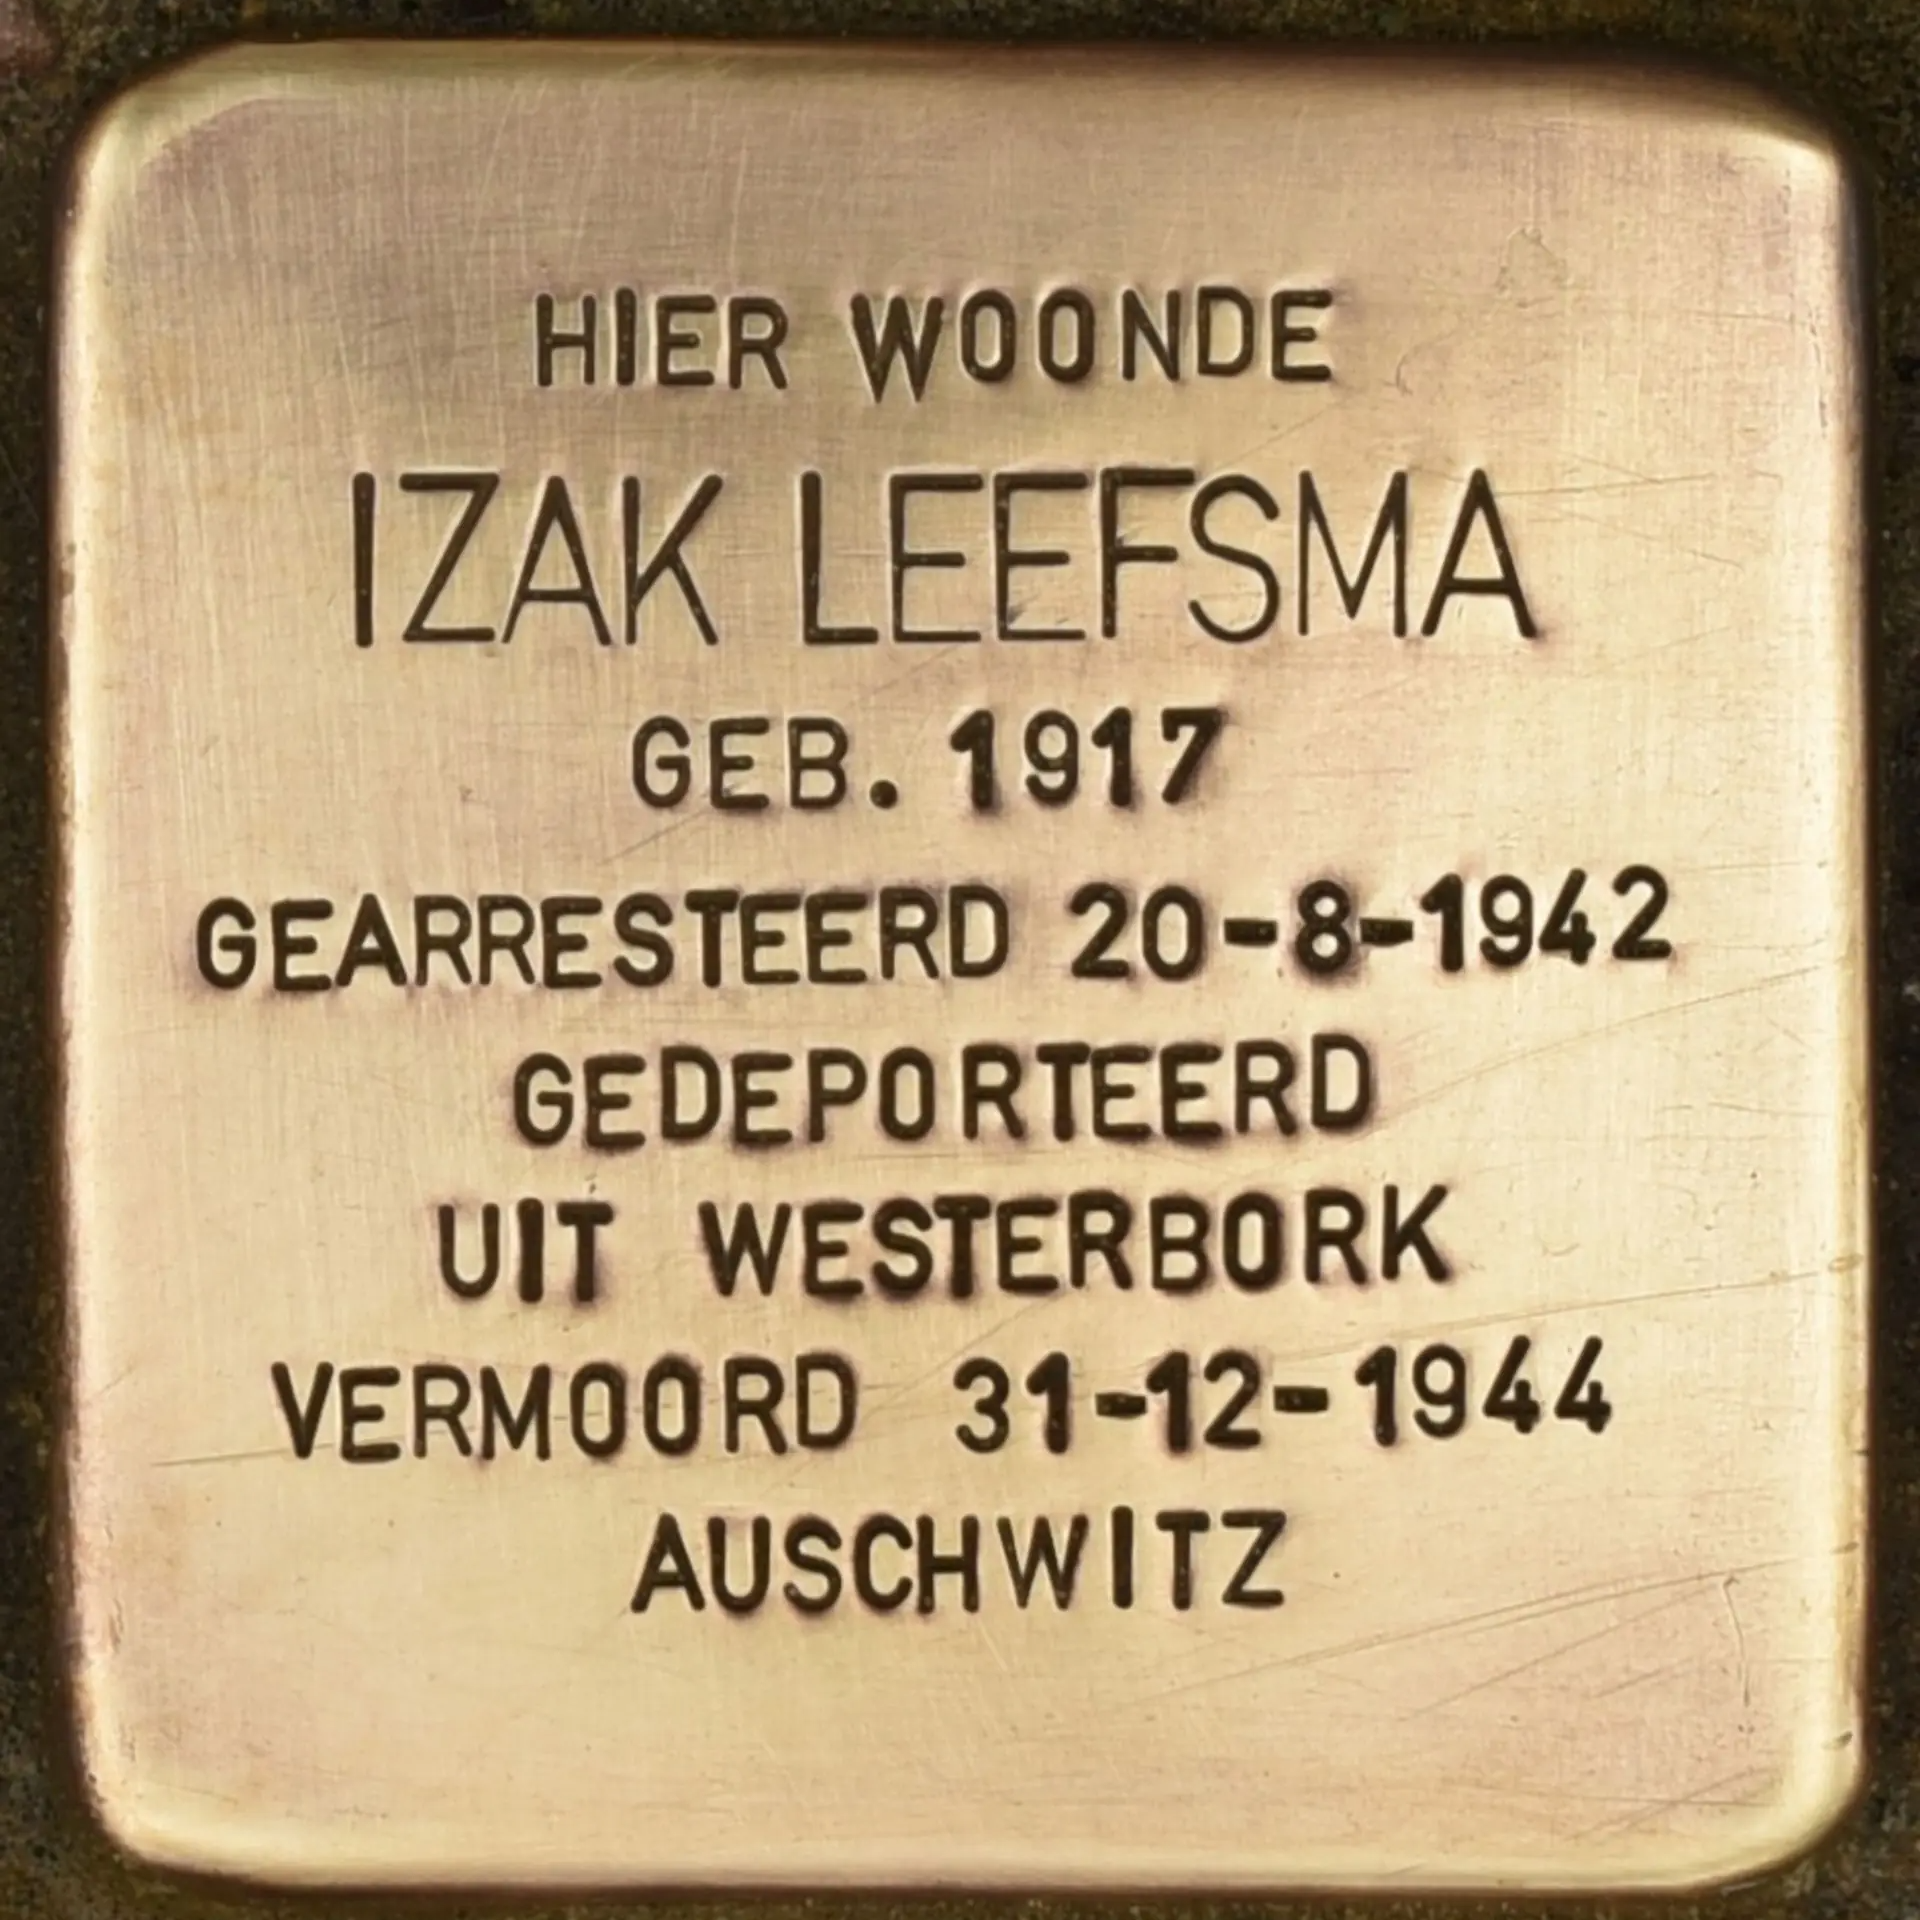 HIER WOONDE
IZAK LEEFSMA
GEB. 1917
GEARRESTEERD 20-8-1942
GEDEPORTEERD
UIT WESTERBORK
VERMOORD 31-12-1944
AUSCHWITZ